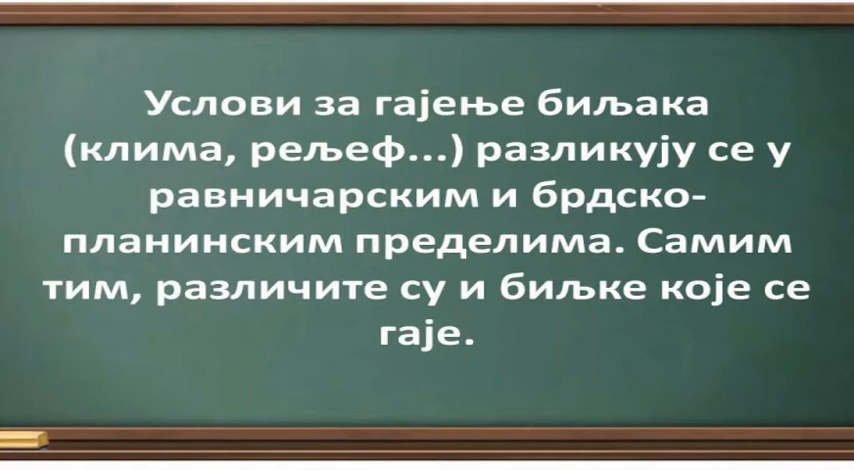 Услови за гајење биљака
(клима, рељеф...) разликују се у
равничарским и брдско-
планинским пределима. Самим
тим, различите су и биљке које се
гаје.